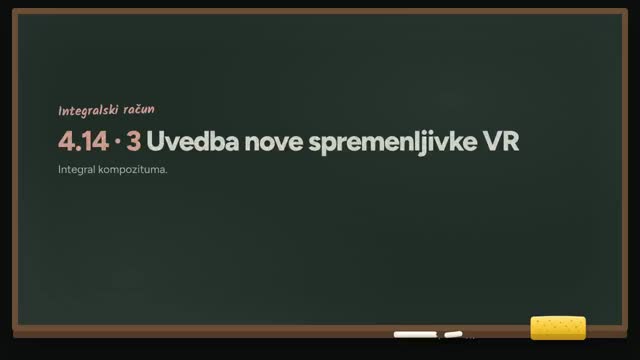 Integralski račun
4.14 · 3 Uvedba nove spremenljivke VR
Integral kompozituma.